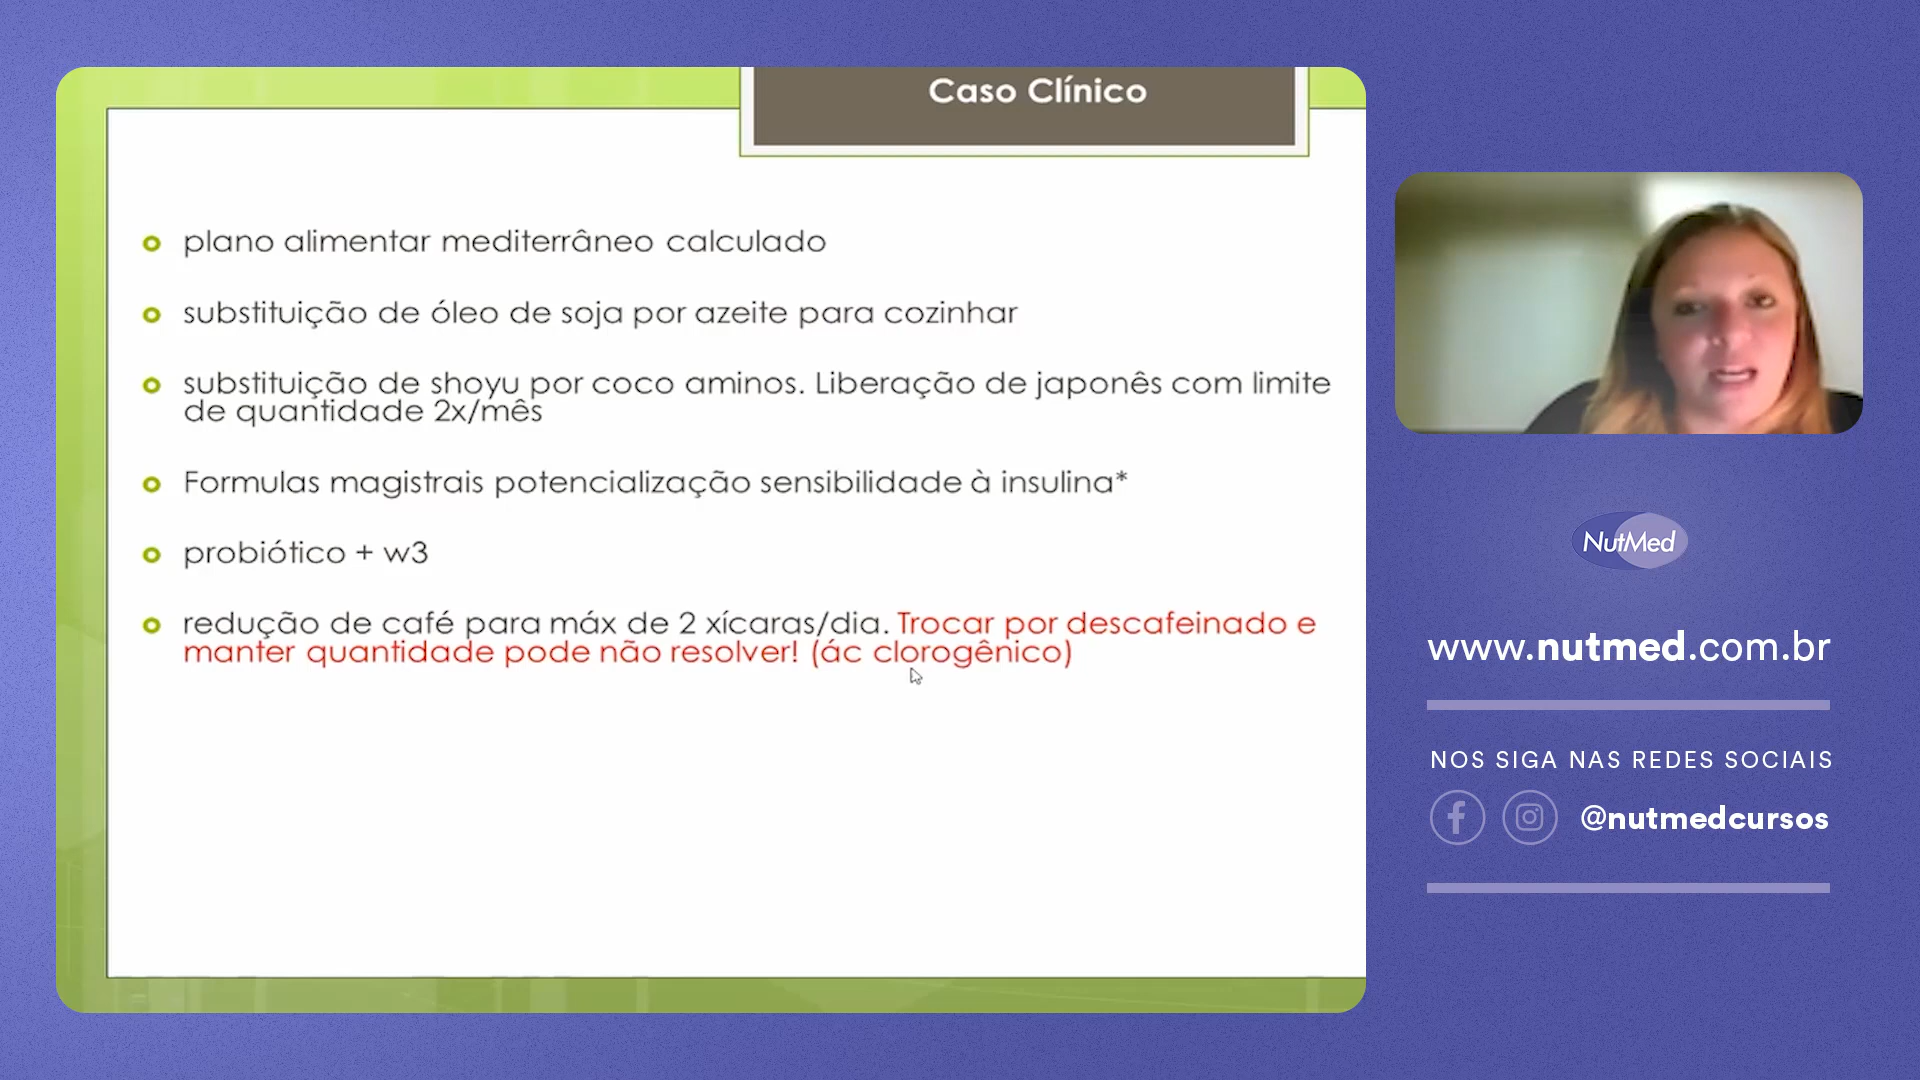 Caso Clínico
plano alimentar mediterrâneo calculado
substituição de óleo de soja por azeite para cozinhar
substituição de shoyu por coco aminos. Liberação de japonês com limite
de quantidade 2x/mês
Formulas magistrais potencialização sensibilidade à insulina*
probiótico + w3
redução de café para máx de 2 xícaras/dia. Trocar por descafeinado e
manter quantidade pode não resolver! (ác clorogênico)
NutMed
www.nutmed.com.br
NOS SIGA NAS REDES SOCIAIS
@nutmedcursos